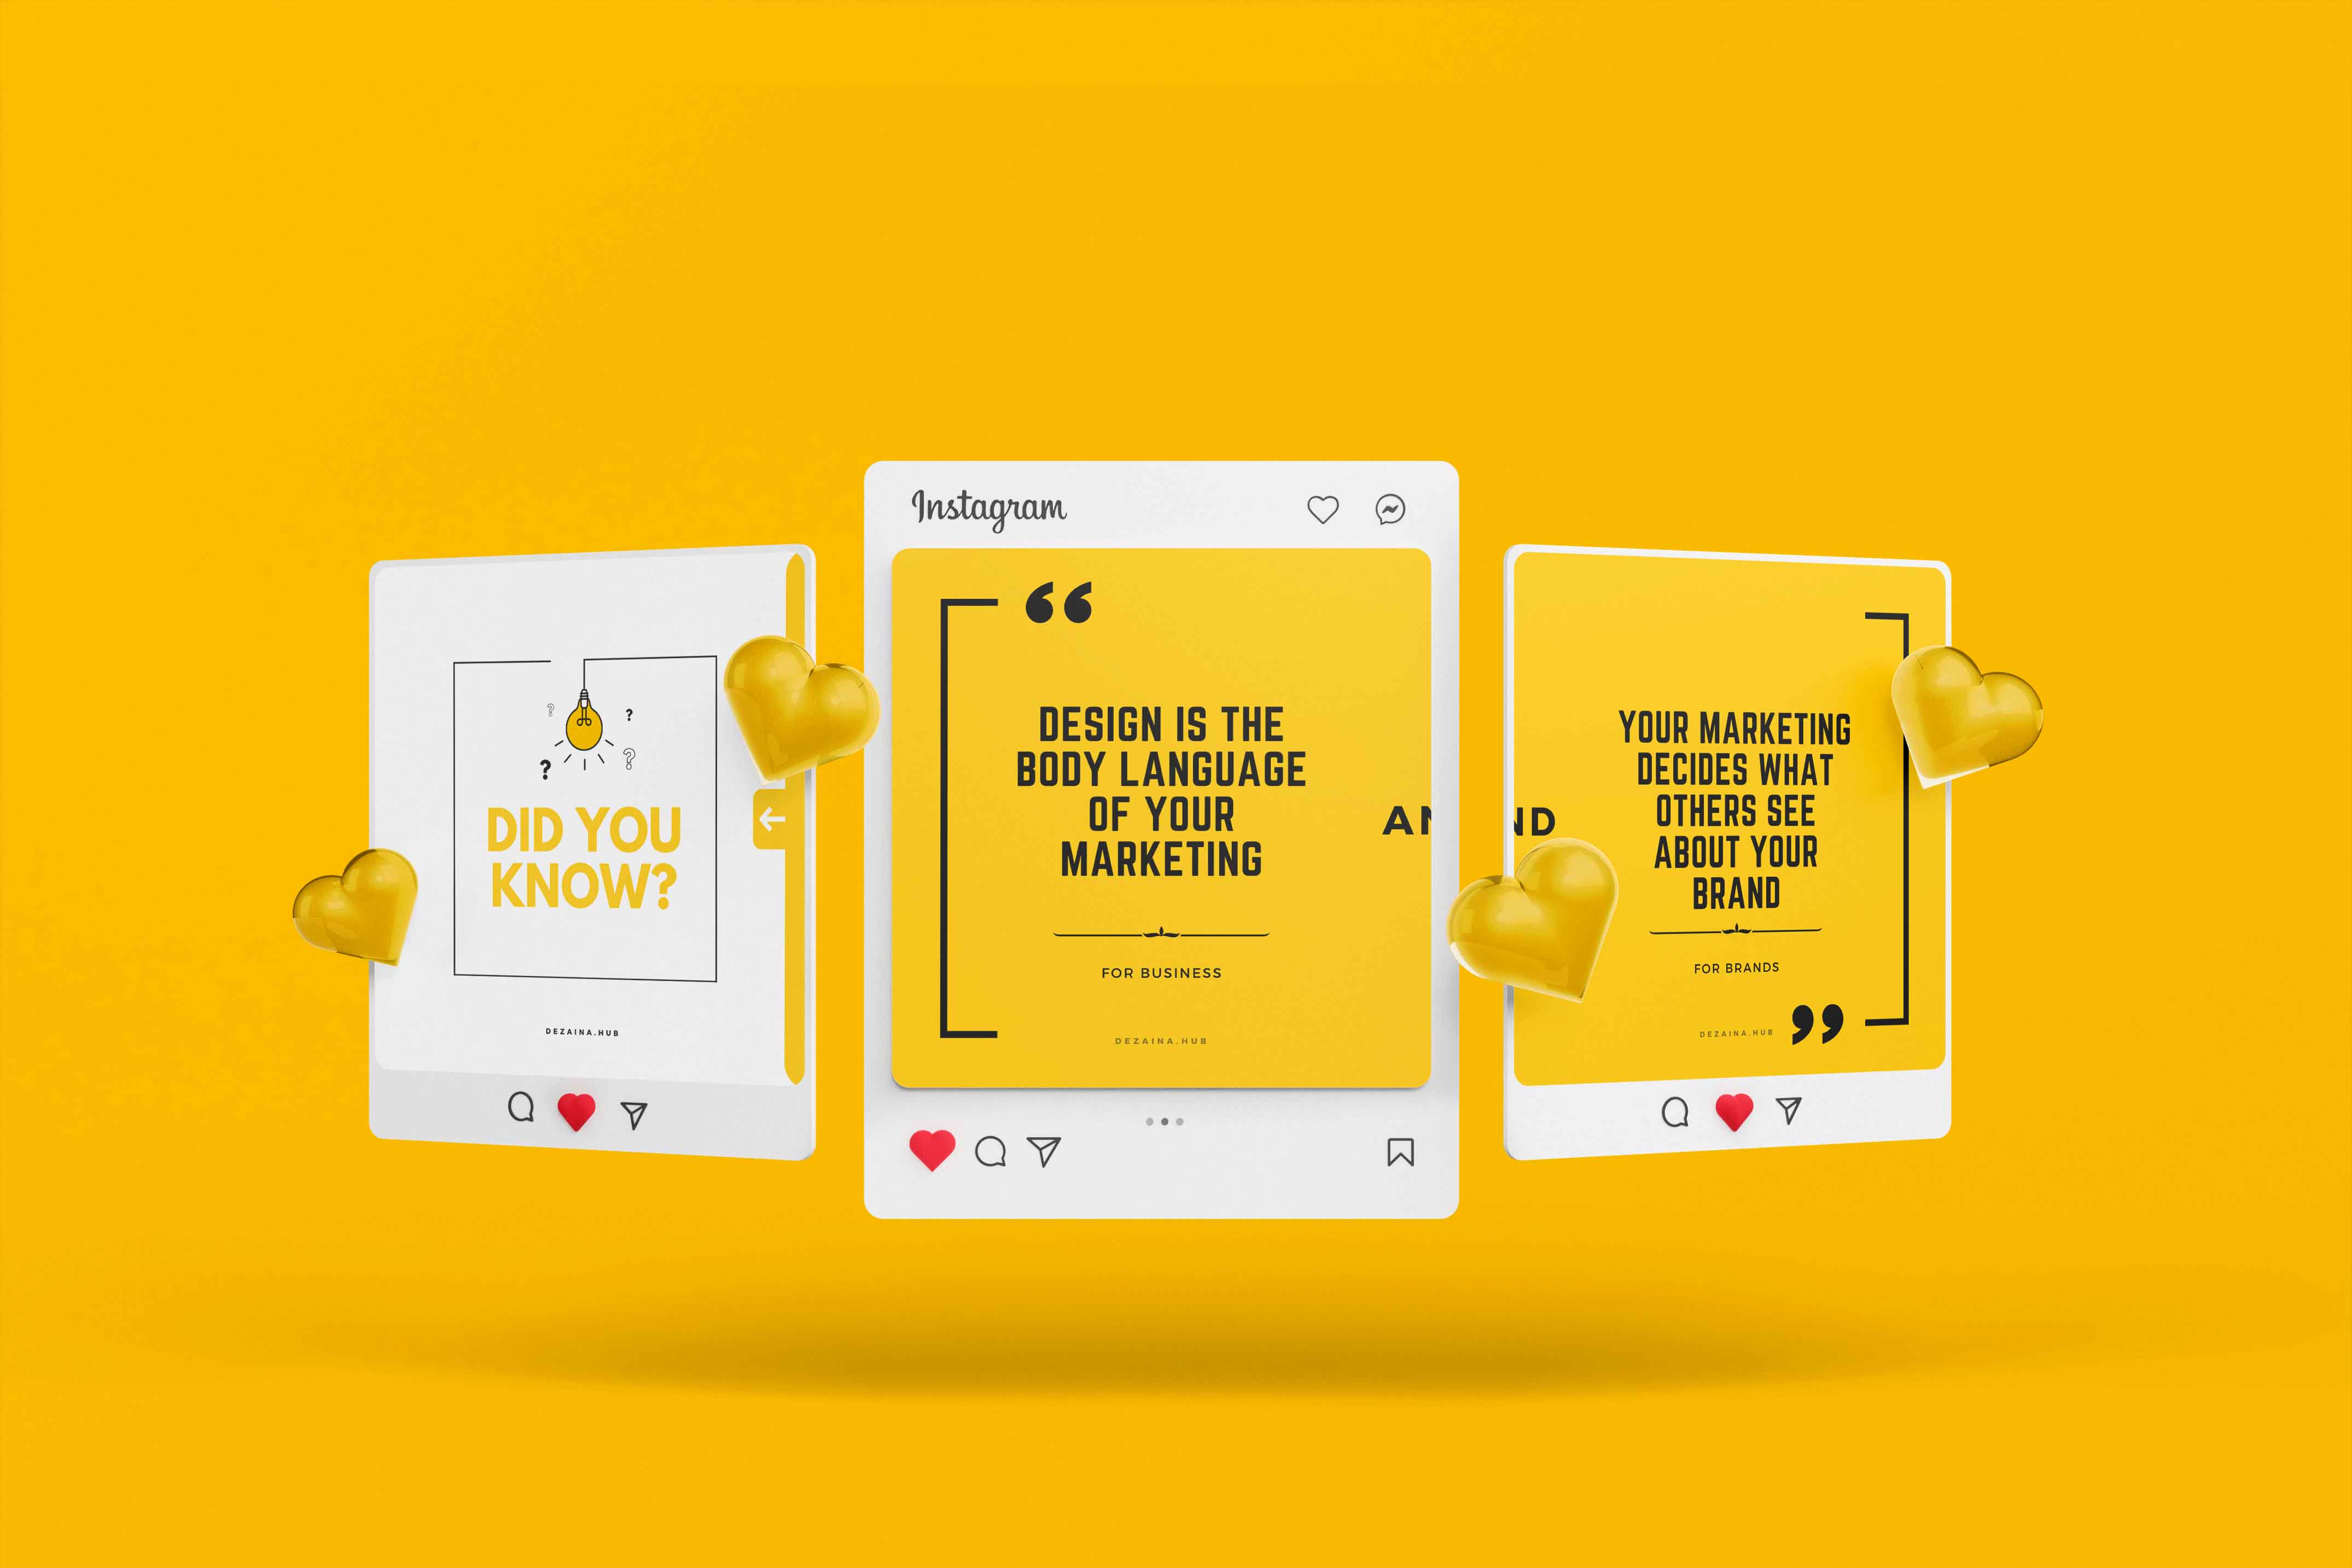 ?
?
?
?
DID YOU
KNOW?
DEZAINA.HUB
Instagram
“
DESIGN IS THE
BODY LANGUAGE
OF YOUR
MARKETING
FOR BUSINESS
DEZAINA.HUB
AND
YOUR MARKETING
DECIDES WHAT
OTHERS SEE
ABOUT YOUR
BRAND
FOR BRANDS
DEZAINA.HUB ”